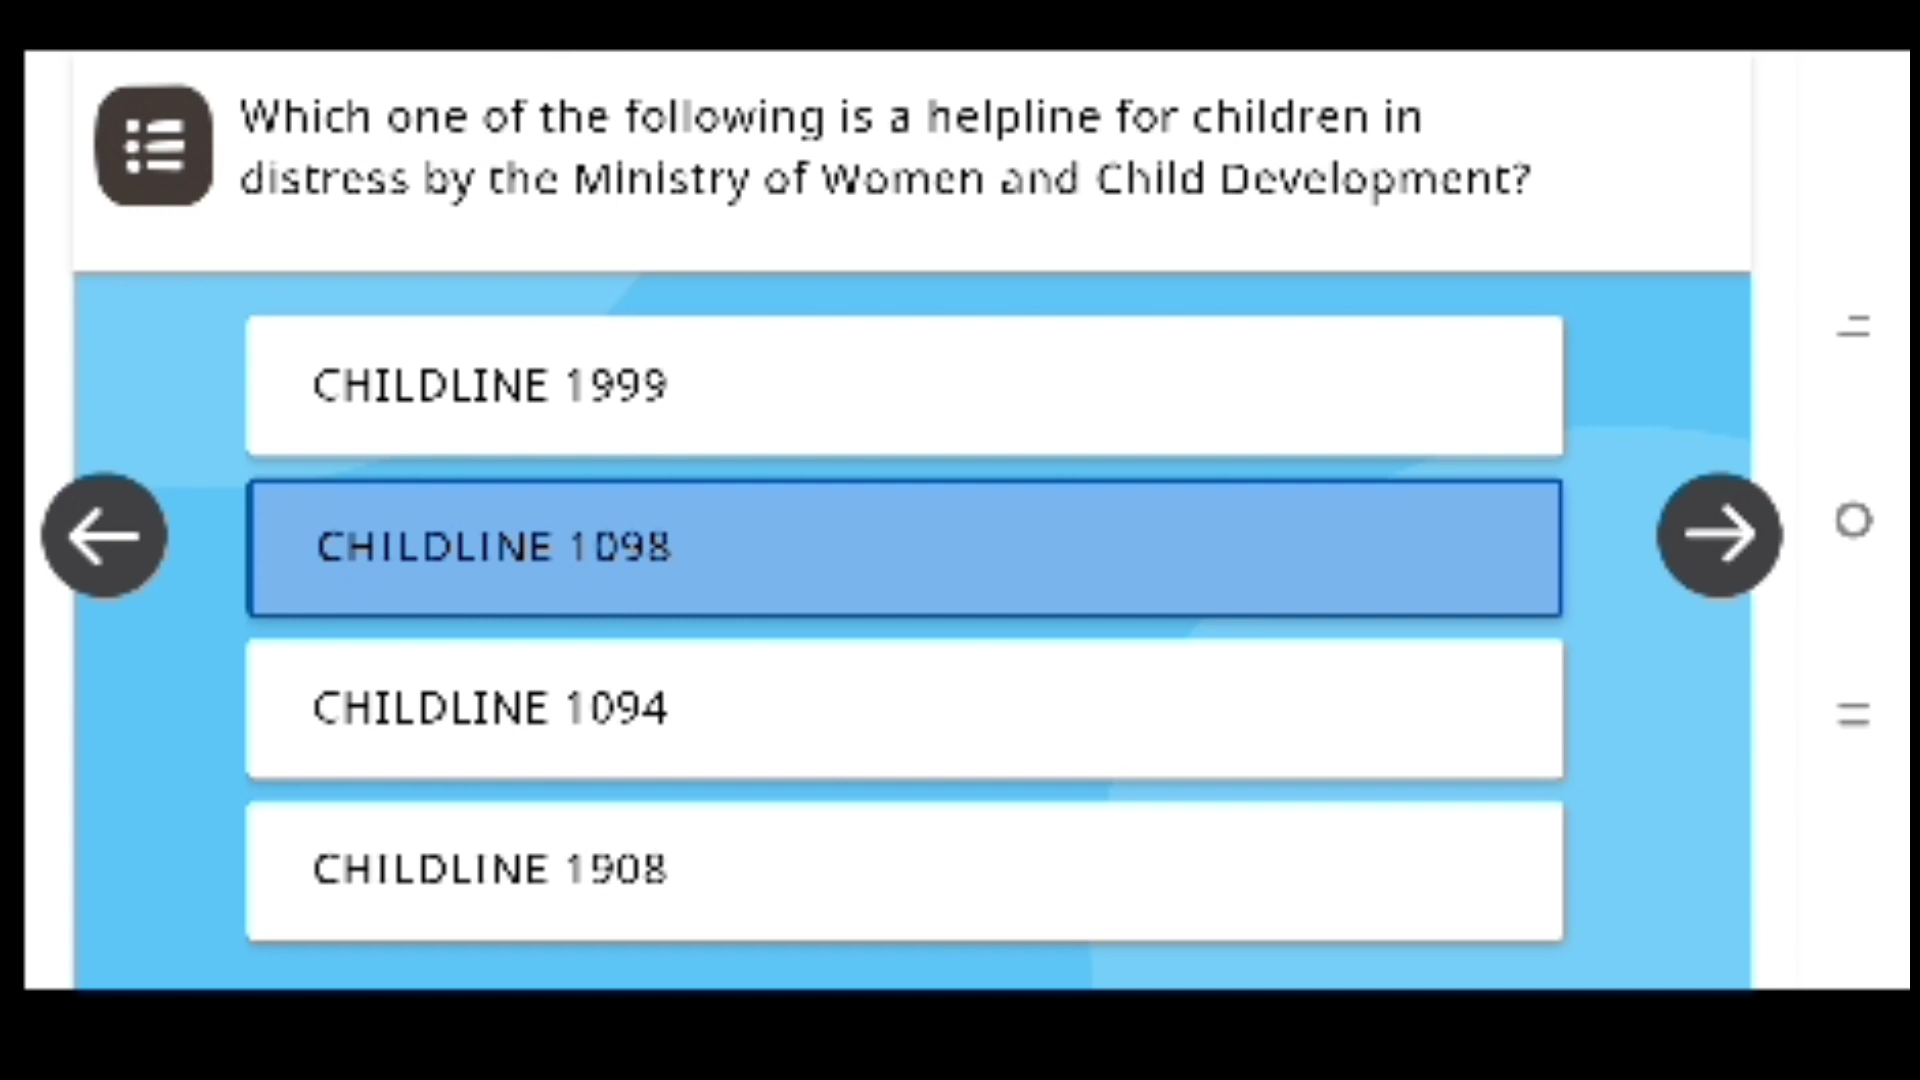 Which one of the following is a helpline for children in
distress by the Ministry of Women and Child Development?
CHILDLINE 1999
CHILDLINE 1098
CHILDLINE 1094
CHILDLINE 1908